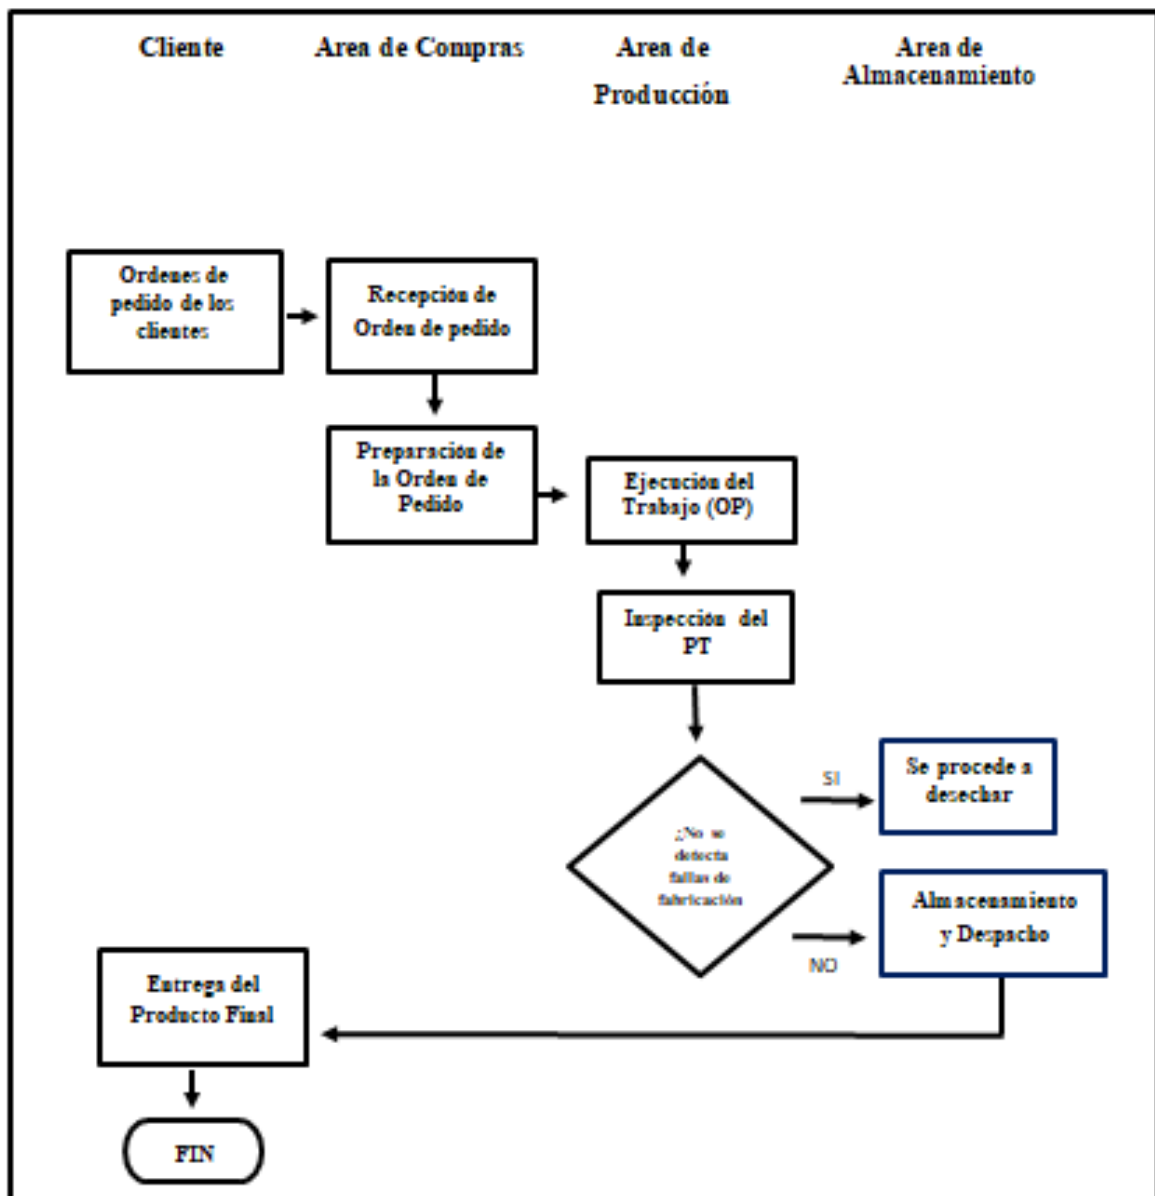 Cliente
Area de Compras
Area de
Producción
Area de
Almacenamiento
Ordenes de
pedido de los
clientes
Recepción de
Orden de pedido
Preparación de
la Orden de
Pedido
Ejecución del
Trabajo (OP)
Inspección del
PT
¿No se
detecta
fallas de
fabricación
SI
Se procede a
desechar
NO
Almacenamiento
y Despacho
Entrega del
Producto Final
FIN